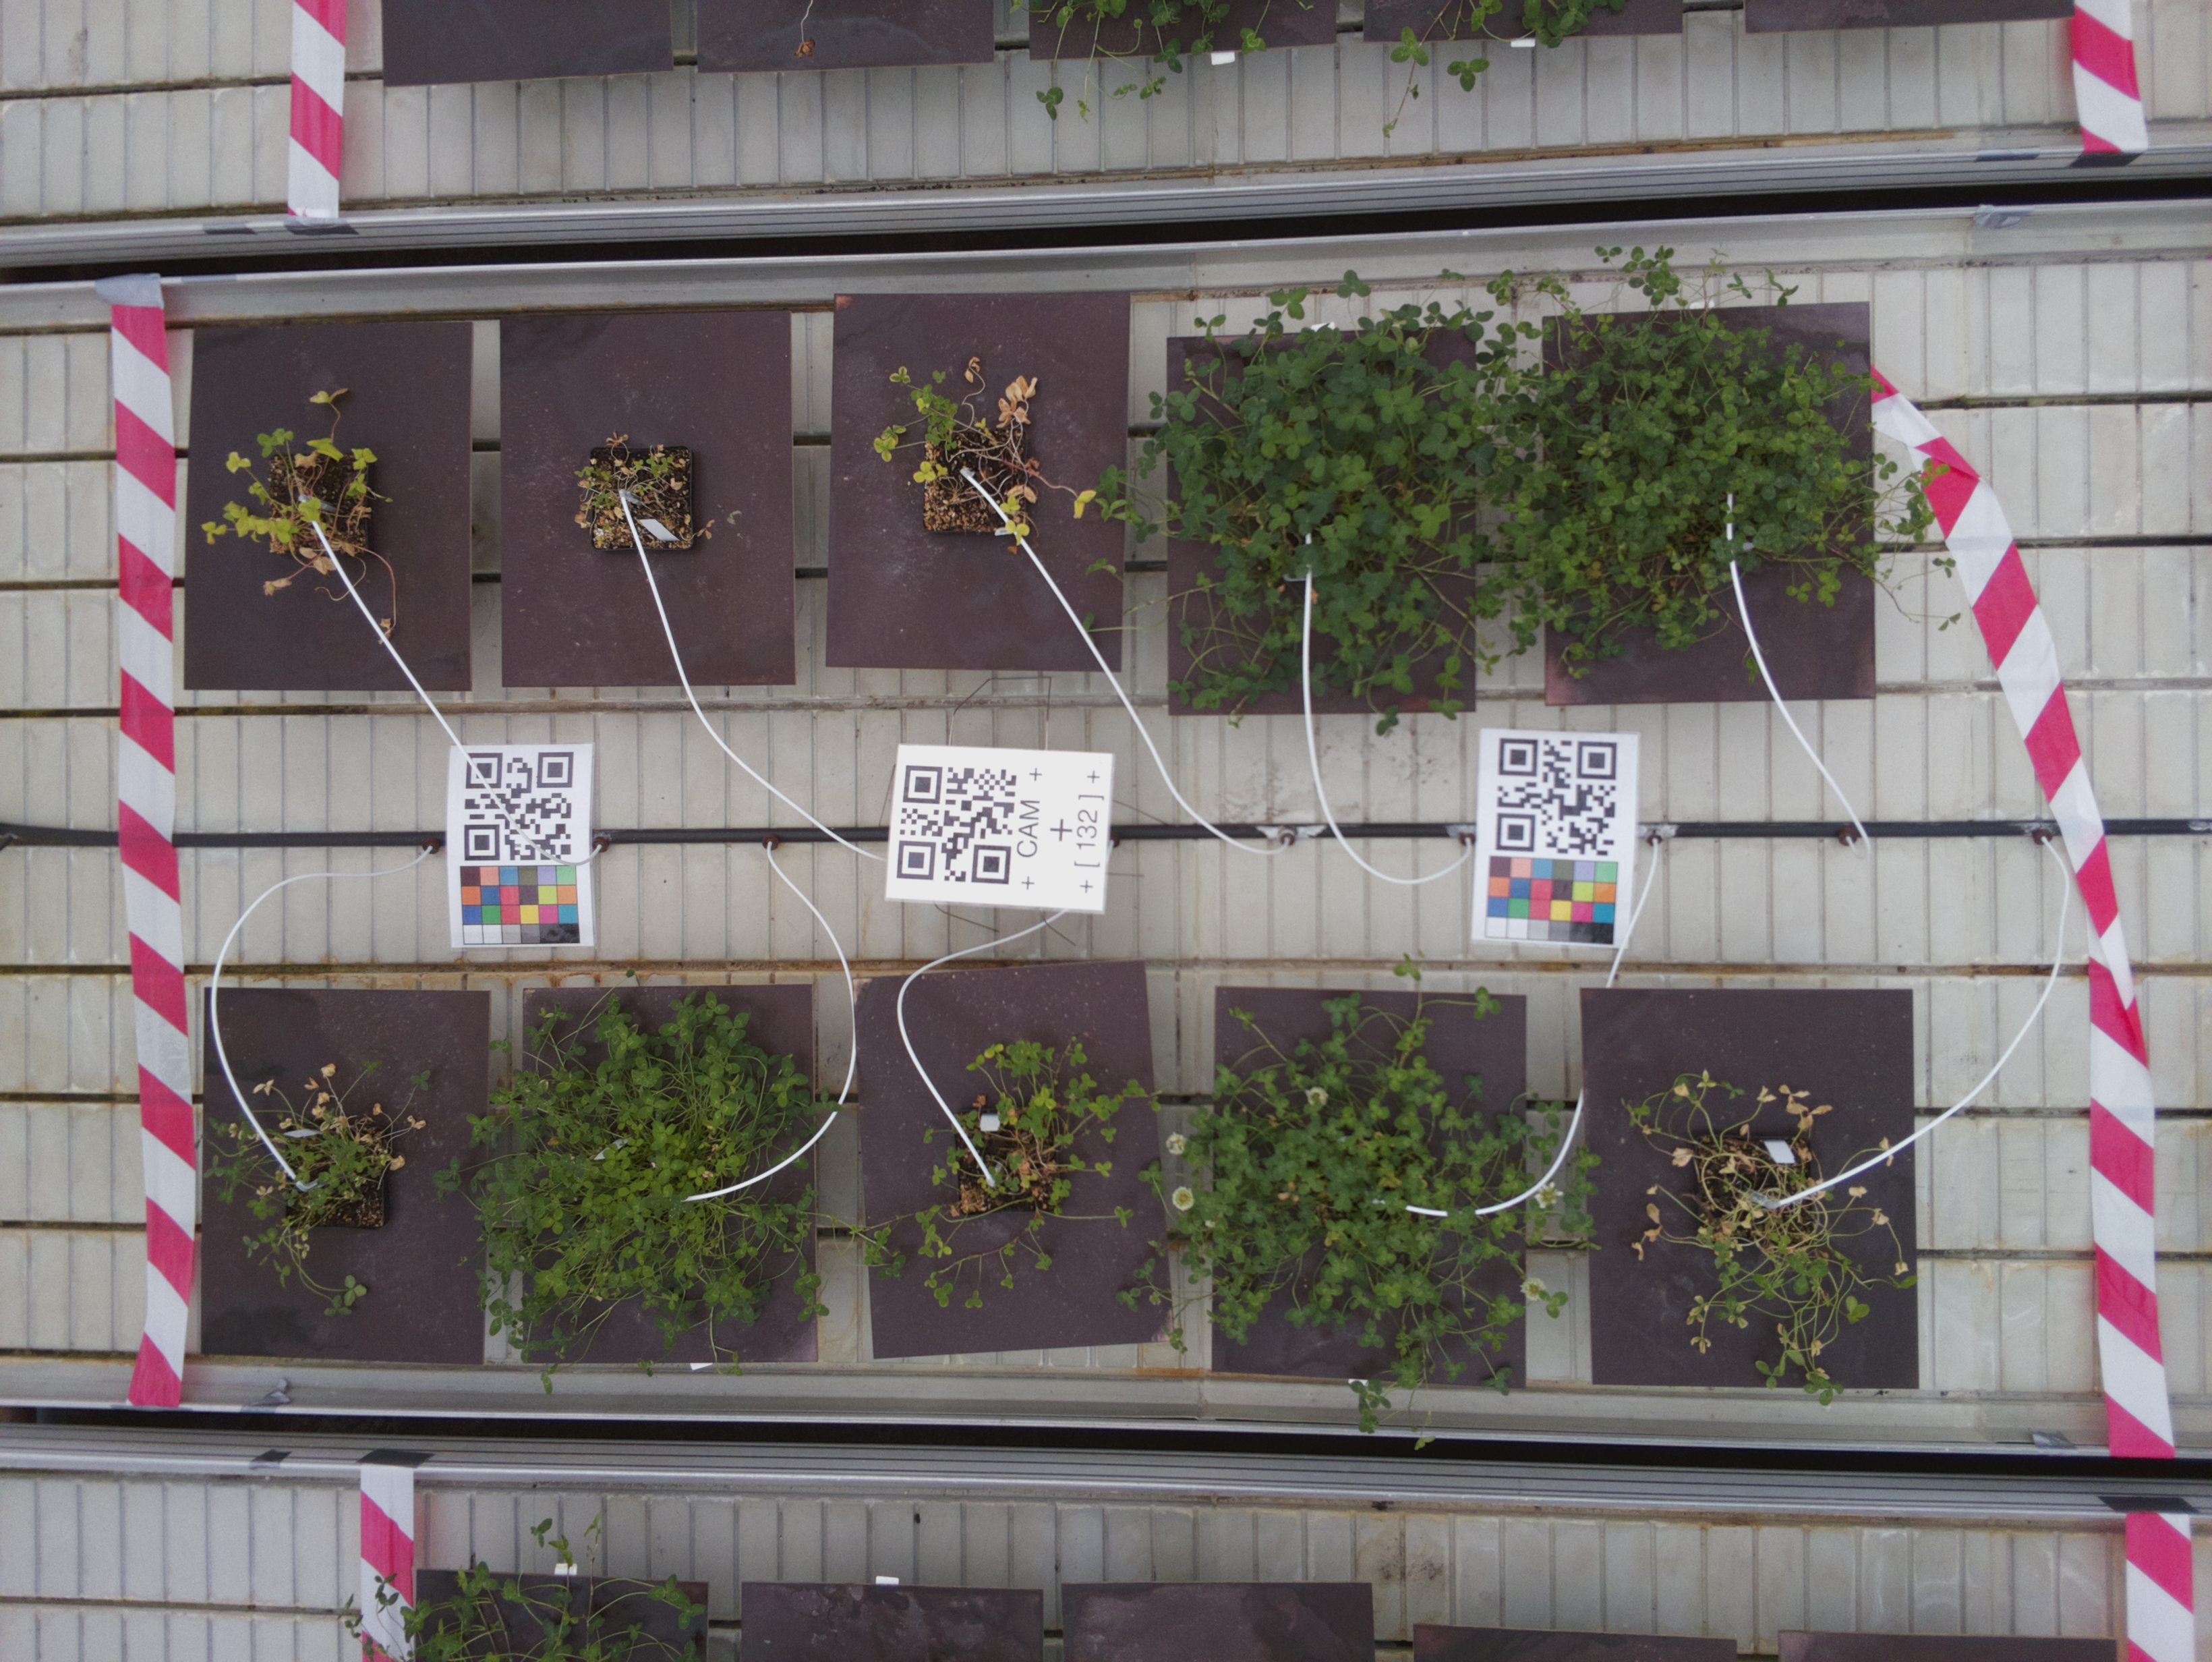 + CAM +
+
+ [ 132 ] +